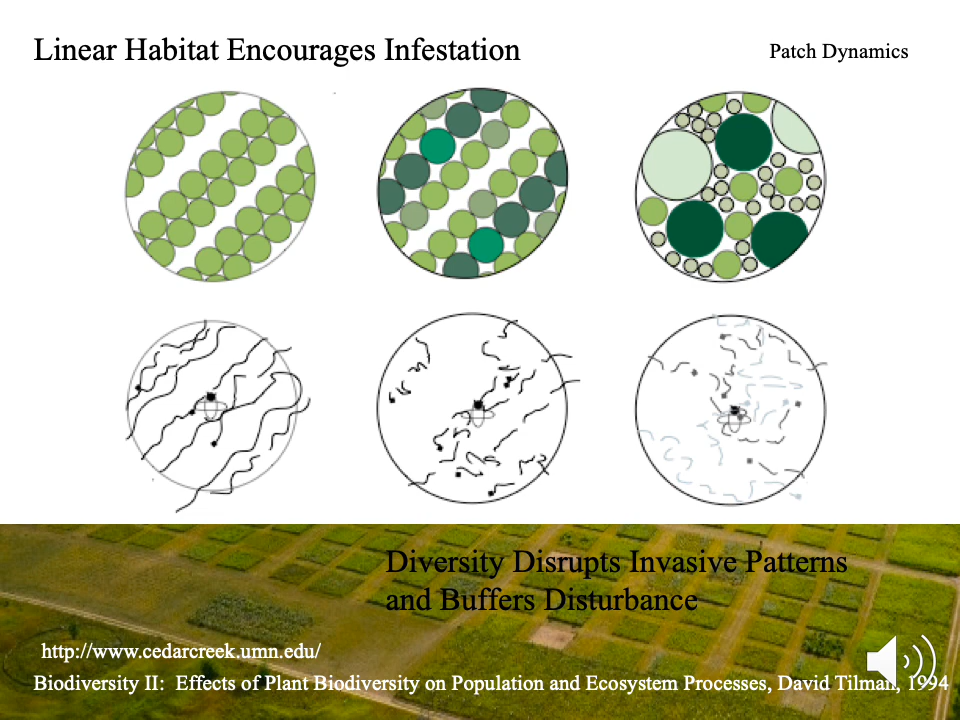 Linear Habitat Encourages Infestation
Patch Dynamics
Diversity Disrupts Invasive Patterns
and Buffers Disturbance
http://www.cedarcreek.umn.edu/
Biodiversity II: Effects of Plant Biodiversity on Population and Ecosystem Processes, David Tilman, 1994